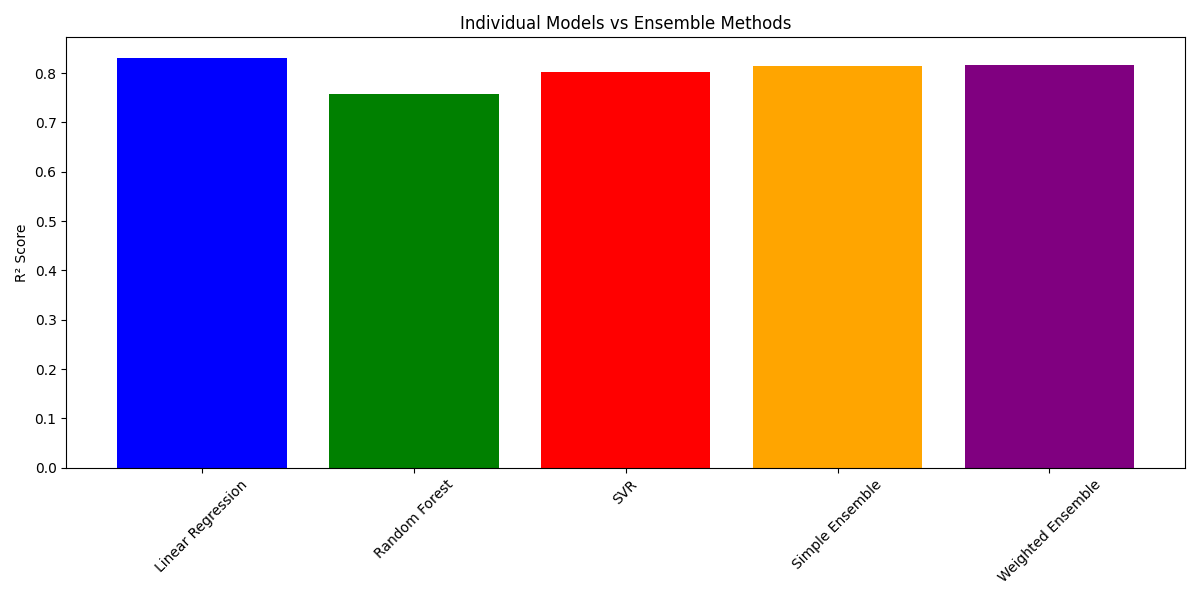 Individual Models vs Ensemble Methods
R² Score
0.8
0.7
0.6
0.5
0.4
0.3
0.2
0.1
0.0
Linear Regression
Random Forest
SVR
Simple Ensemble
Weighted Ensemble